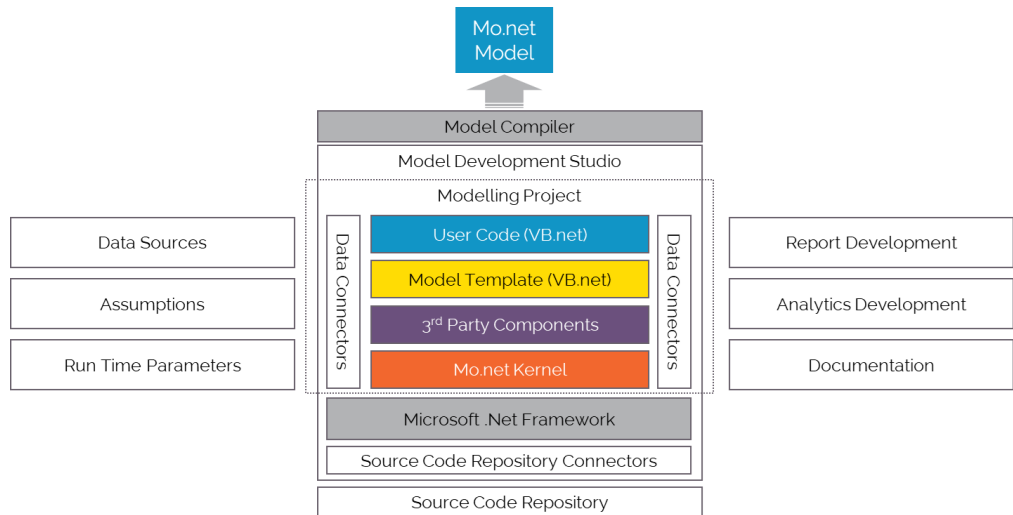 Mo.net
Model
Model Compiler
Model Development Studio
Modelling Project
Data Sources
Assumptions
Run Time Parameters
Data Connectors
User Code (VB.net)
Model Template (VB.net)
3rd Party Components
Mo.net Kernel
Data Connectors
Report Development
Analytics Development
Documentation
Microsoft .Net Framework
Source Code Repository Connectors
Source Code Repository